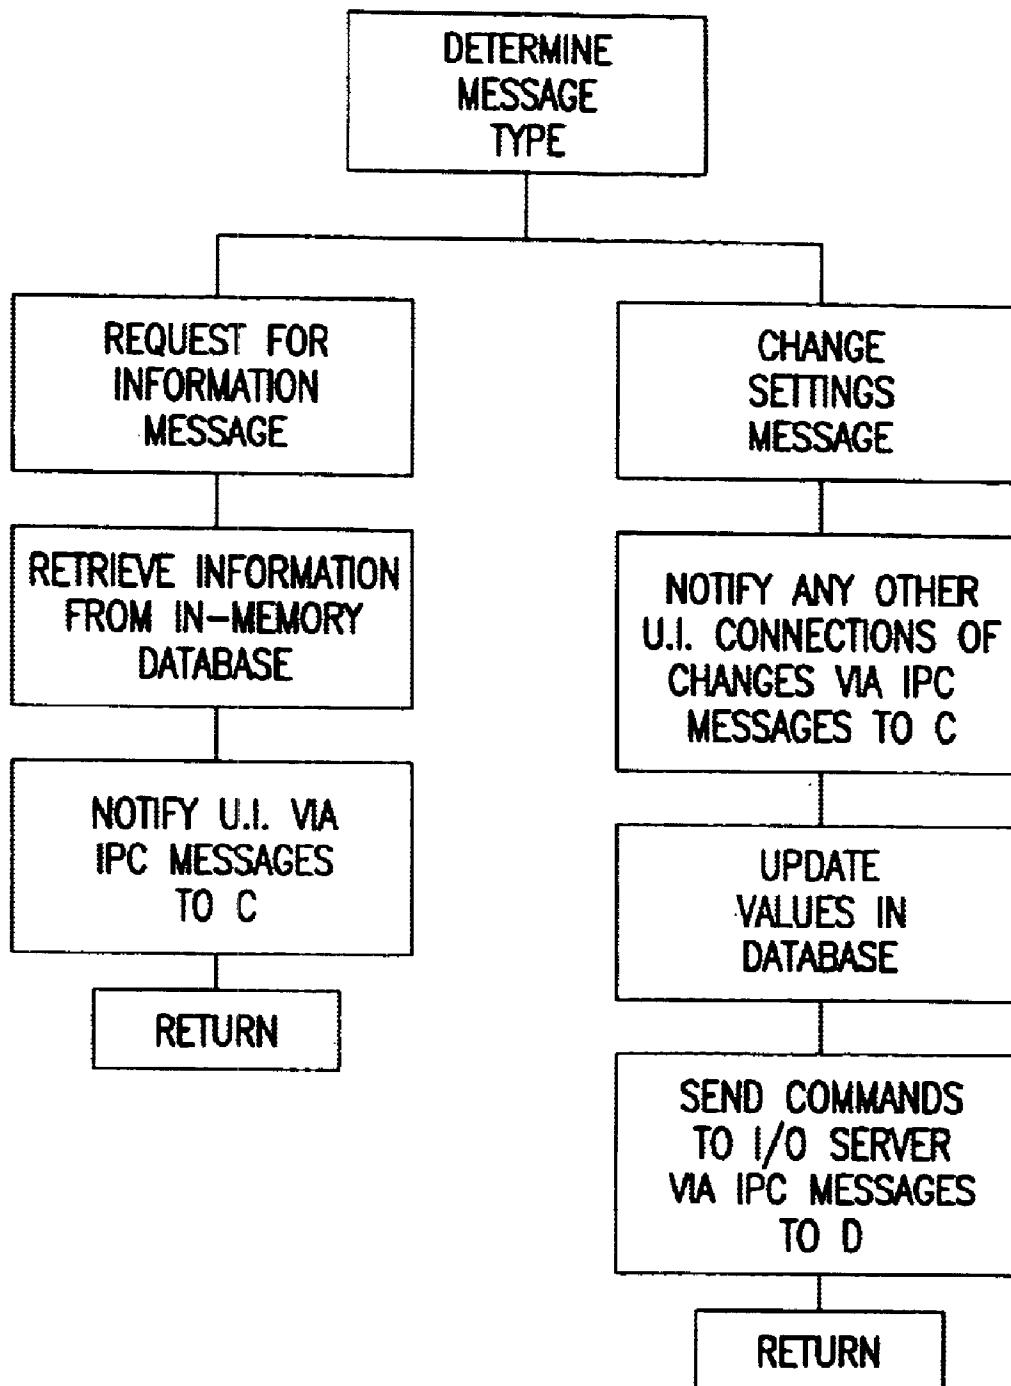 DETERMINE
MESSAGE
TYPE
REQUEST FOR
INFORMATION
MESSAGE
RETRIEVE INFORMATION
FROM IN-MEMORY
DATABASE
NOTIFY U.I. VIA
IPC MESSAGES
TO C
RETURN
CHANGE
SETTINGS
MESSAGE
NOTIFY ANY OTHER
U.I. CONNECTIONS OF
CHANGES VIA IPC
MESSAGES TO C
UPDATE
VALUES IN
DATABASE
SEND COMMANDS
TO I/O SERVER
VIA IPC MESSAGES
TO D
RETURN